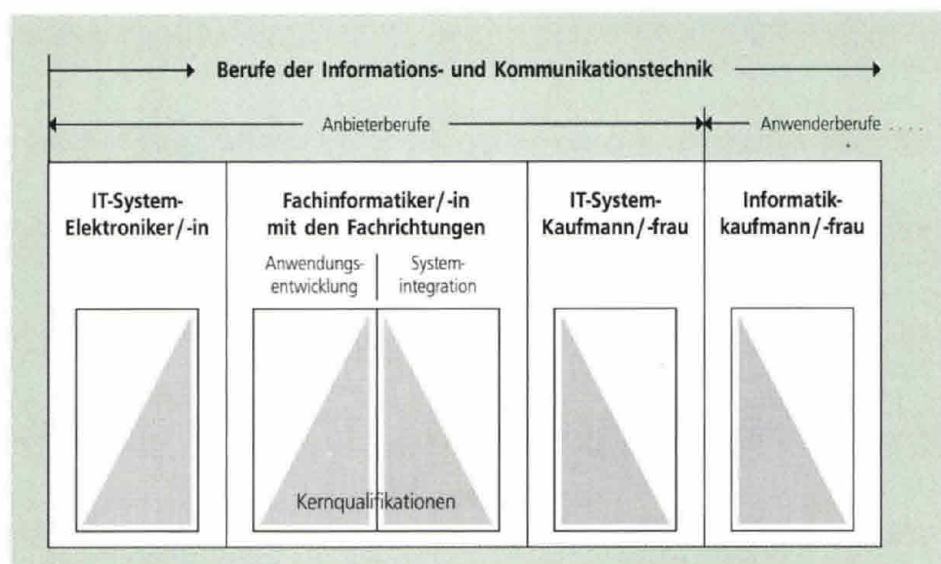 Berufe der Informations- und Kommunikationstechnik
Anbieterberufe
Anwenderberufe . . . .
IT-System-
Elektroniker/-in
Fachinformatiker/-in
mit den Fachrichtungen
Anwendungs-
entwicklung
System-
integration
IT-System-
Kaufmann/-frau
Informatik-
kaufmann/-frau
Kernqualifikationen